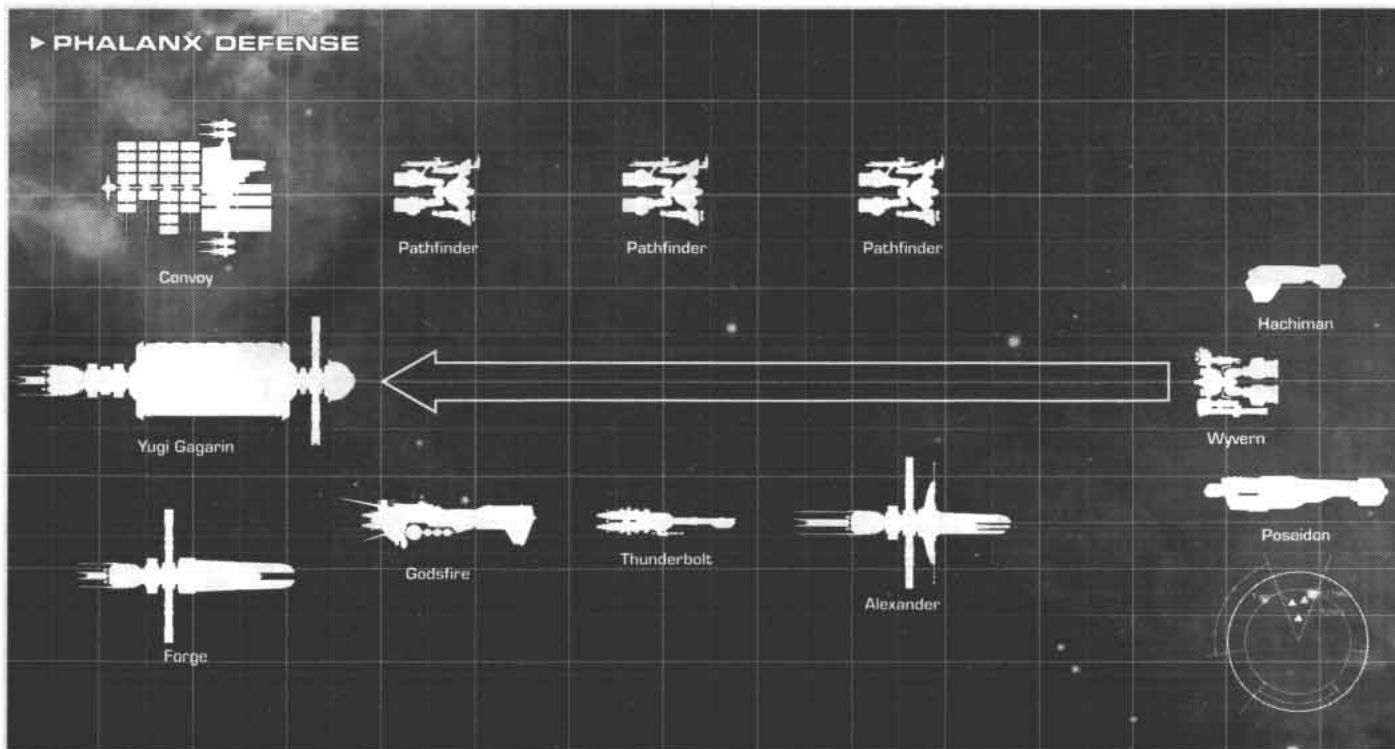 ▸ PHALANX DEFENSE
Pathfinder
Pathfinder
Pathfinder
Convoy
Hachiman
Yugi Gagarin
Wyvern
Godsfire
Thunderbolt
Alexander
Poseidon
Forge